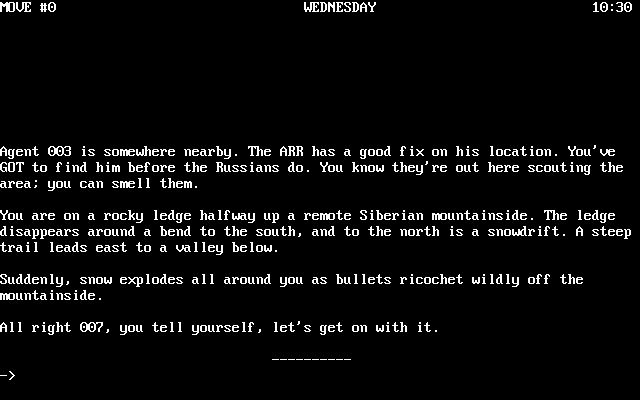 MOVE #0 WEDNESDAY 10:30
Agent 003 is somewhere nearby. The ARR has a good fix on his location. You've
GOT to find him before the Russians do. You know they're out here scouting the
area; you can smell them.
You are on a rocky ledge halfway up a remote Siberian mountainside. The ledge
disappears around a bend to the south, and to the north is a snowdrift. A steep
trail leads east to a valley below.
Suddenly, snow explodes all around you as bullets ricochet wildly off the
mountainside.
All right 007, you tell yourself, let's get on with it.
__________
->